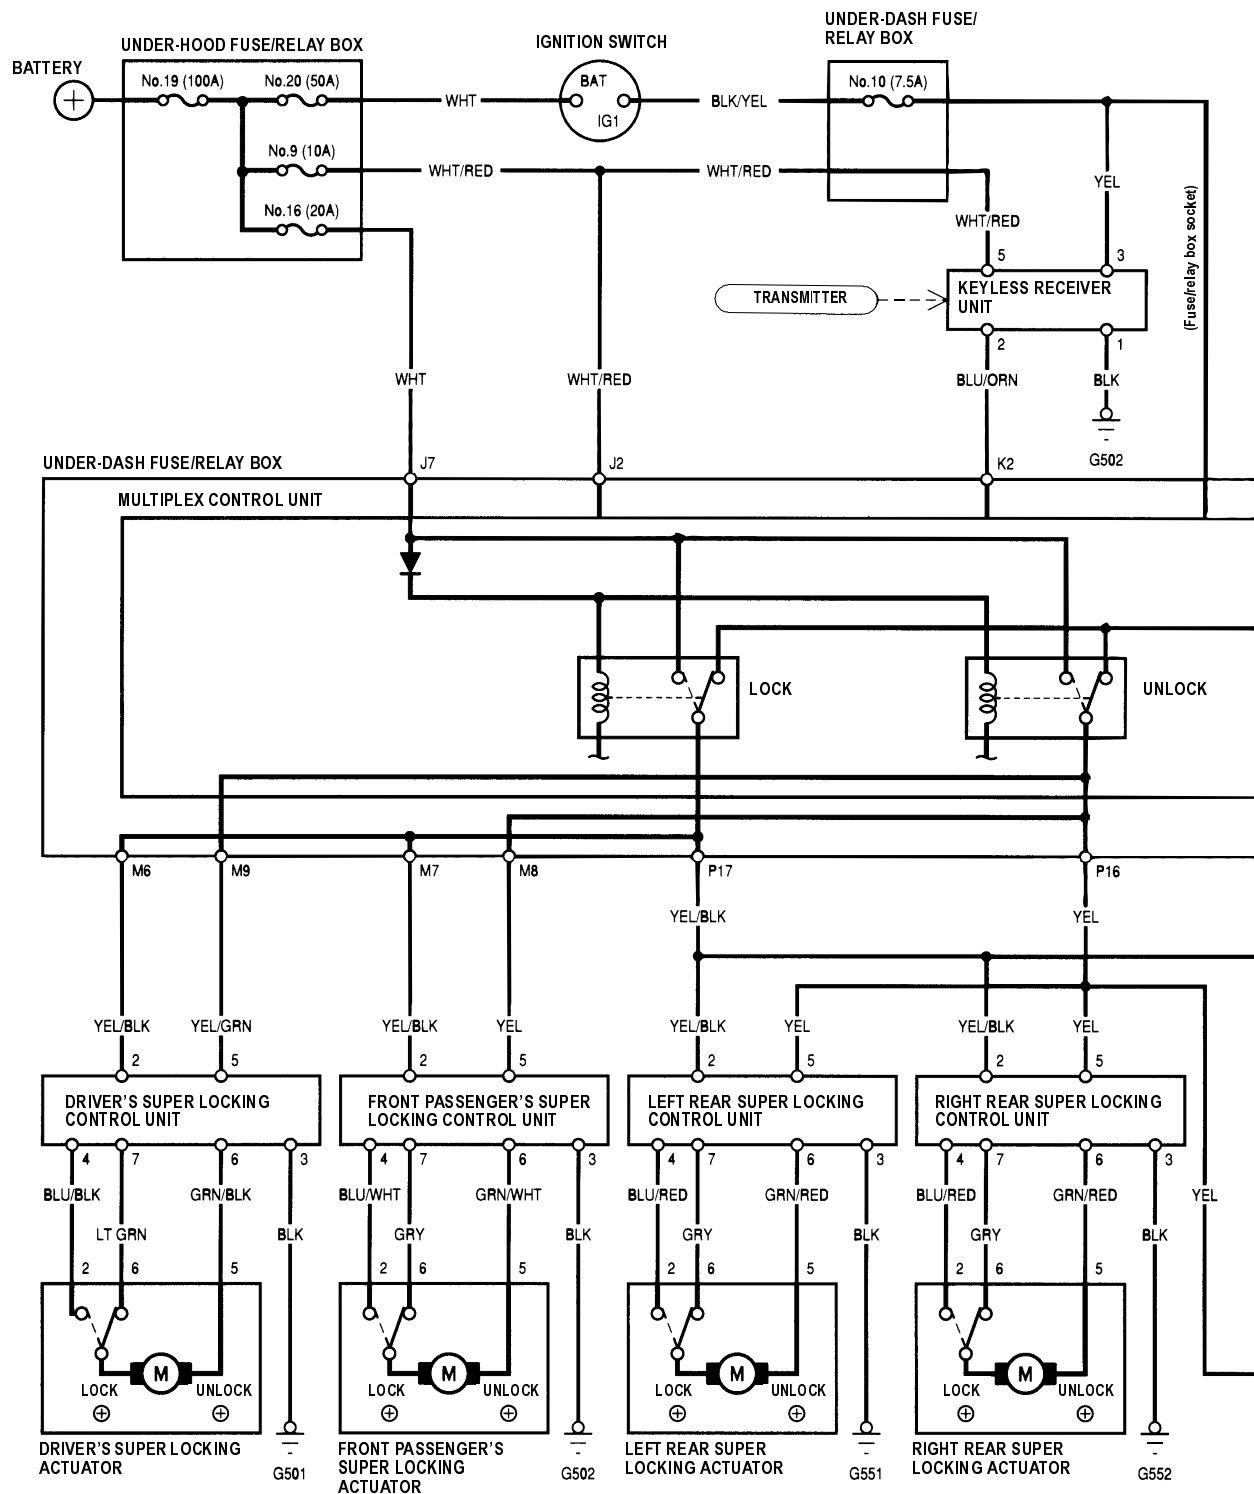 UNDER-DASH FUSE/
RELAY BOX
UNDER-HOOD FUSE/RELAY BOX
IGNITION SWITCH
BATTERY
No.19 (100A)
No.20 (50A)
BAT
No.10 (7.5A)
WHT
BLK/YEL
IG1
No.9 (10A)
WHT/RED
WHT/RED
YEL
No.16 (20A)
WHT/RED
(Fuse/relay box socket)
5
3
TRANSMITTER
KEYLESS RECEIVER
UNIT
2
1
WHT
WHT/RED
BLU/ORN
BLK
G502
UNDER-DASH FUSE/RELAY BOX
J7
J2
K2
MULTIPLEX CONTROL UNIT
LOCK
UNLOCK
M6
M9
M7
M8
P17
P16
YEL/BLK
YEL
YEL/BLK
YEL/GRN
YEL/BLK
YEL
YEL/BLK
YEL
YEL/BLK
YEL
2
5
2
5
2
5
2
5
DRIVER'S SUPER LOCKING
CONTROL UNIT
FRONT PASSENGER'S SUPER
LOCKING CONTROL UNIT
LEFT REAR SUPER LOCKING
CONTROL UNIT
RIGHT REAR SUPER LOCKING
CONTROL UNIT
4
7
6
3
4
7
6
3
4
7
6
3
4
7
6
3
BLU/BLK
GRN/BLK
BLU/WHT
GRN/WHT
BLU/RED
GRN/RED
BLU/RED
GRN/RED
YEL
LT GRN
BLK
GRY
BLK
GRY
BLK
GRY
BLK
2
6
5
2
6
5
2
6
5
2
6
5
M
M
M
M
LOCK
UNLOCK
LOCK
UNLOCK
LOCK
UNLOCK
LOCK
UNLOCK
DRIVER'S SUPER LOCKING
ACTUATOR
G501
FRONT PASSENGER'S
SUPER LOCKING
ACTUATOR
G502
LEFT REAR SUPER
LOCKING ACTUATOR
G551
RIGHT REAR SUPER
LOCKING ACTUATOR
G552